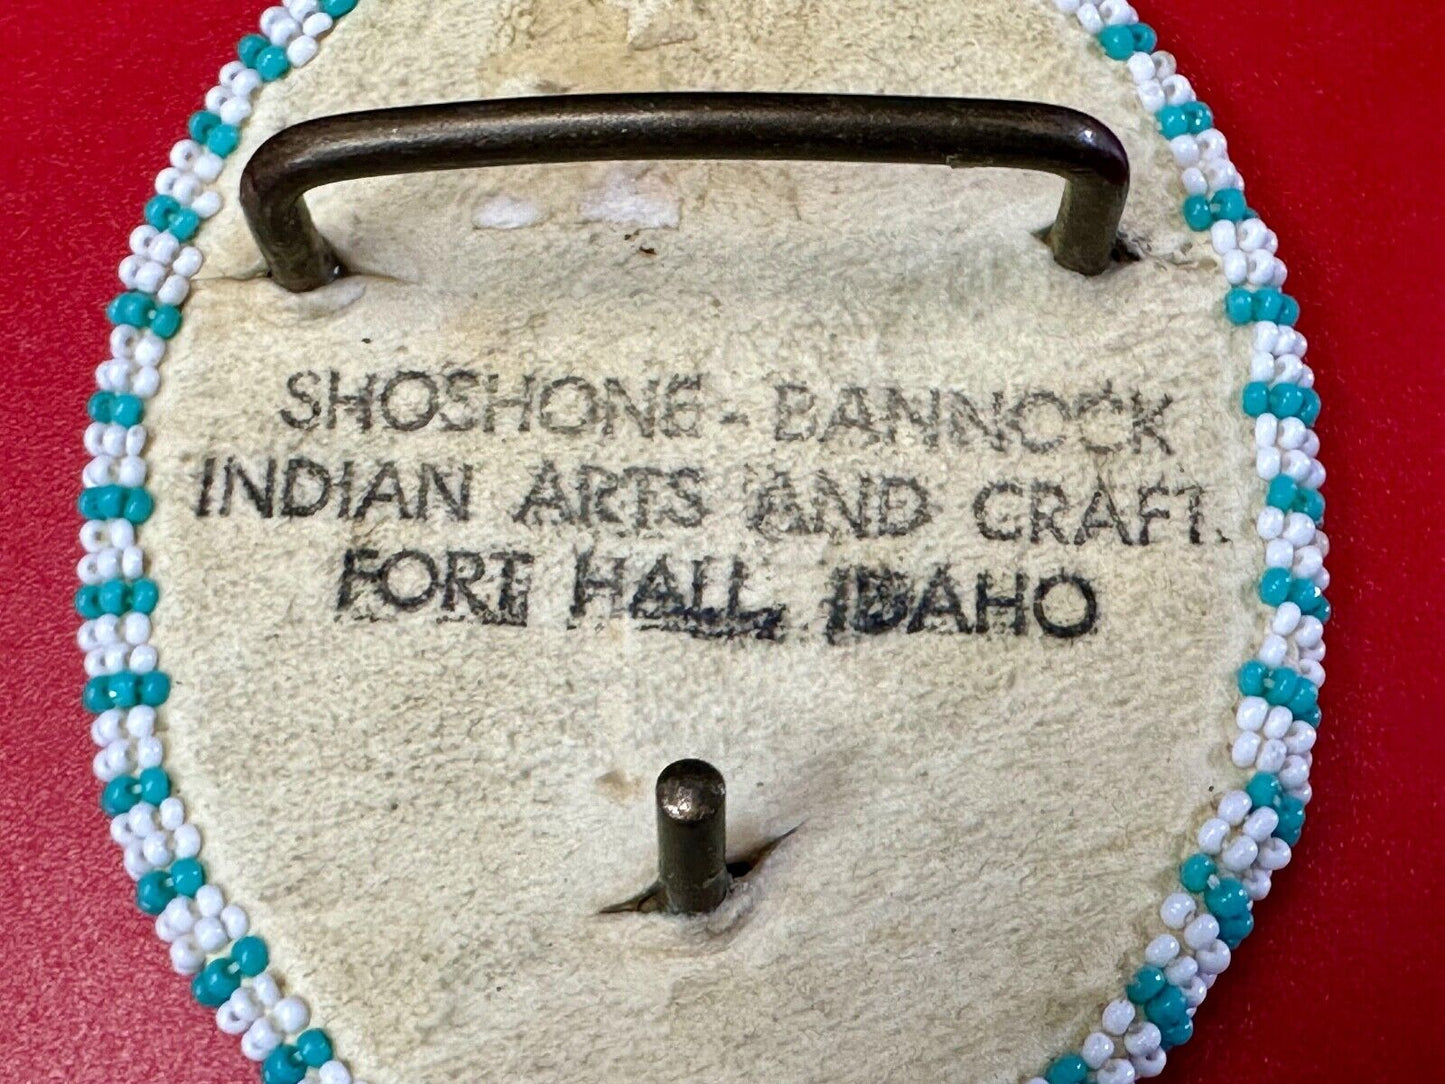 SHOSHONE - BANNOCK
INDIAN ARTS AND CRAFT.
FORT HALL, IDAHO